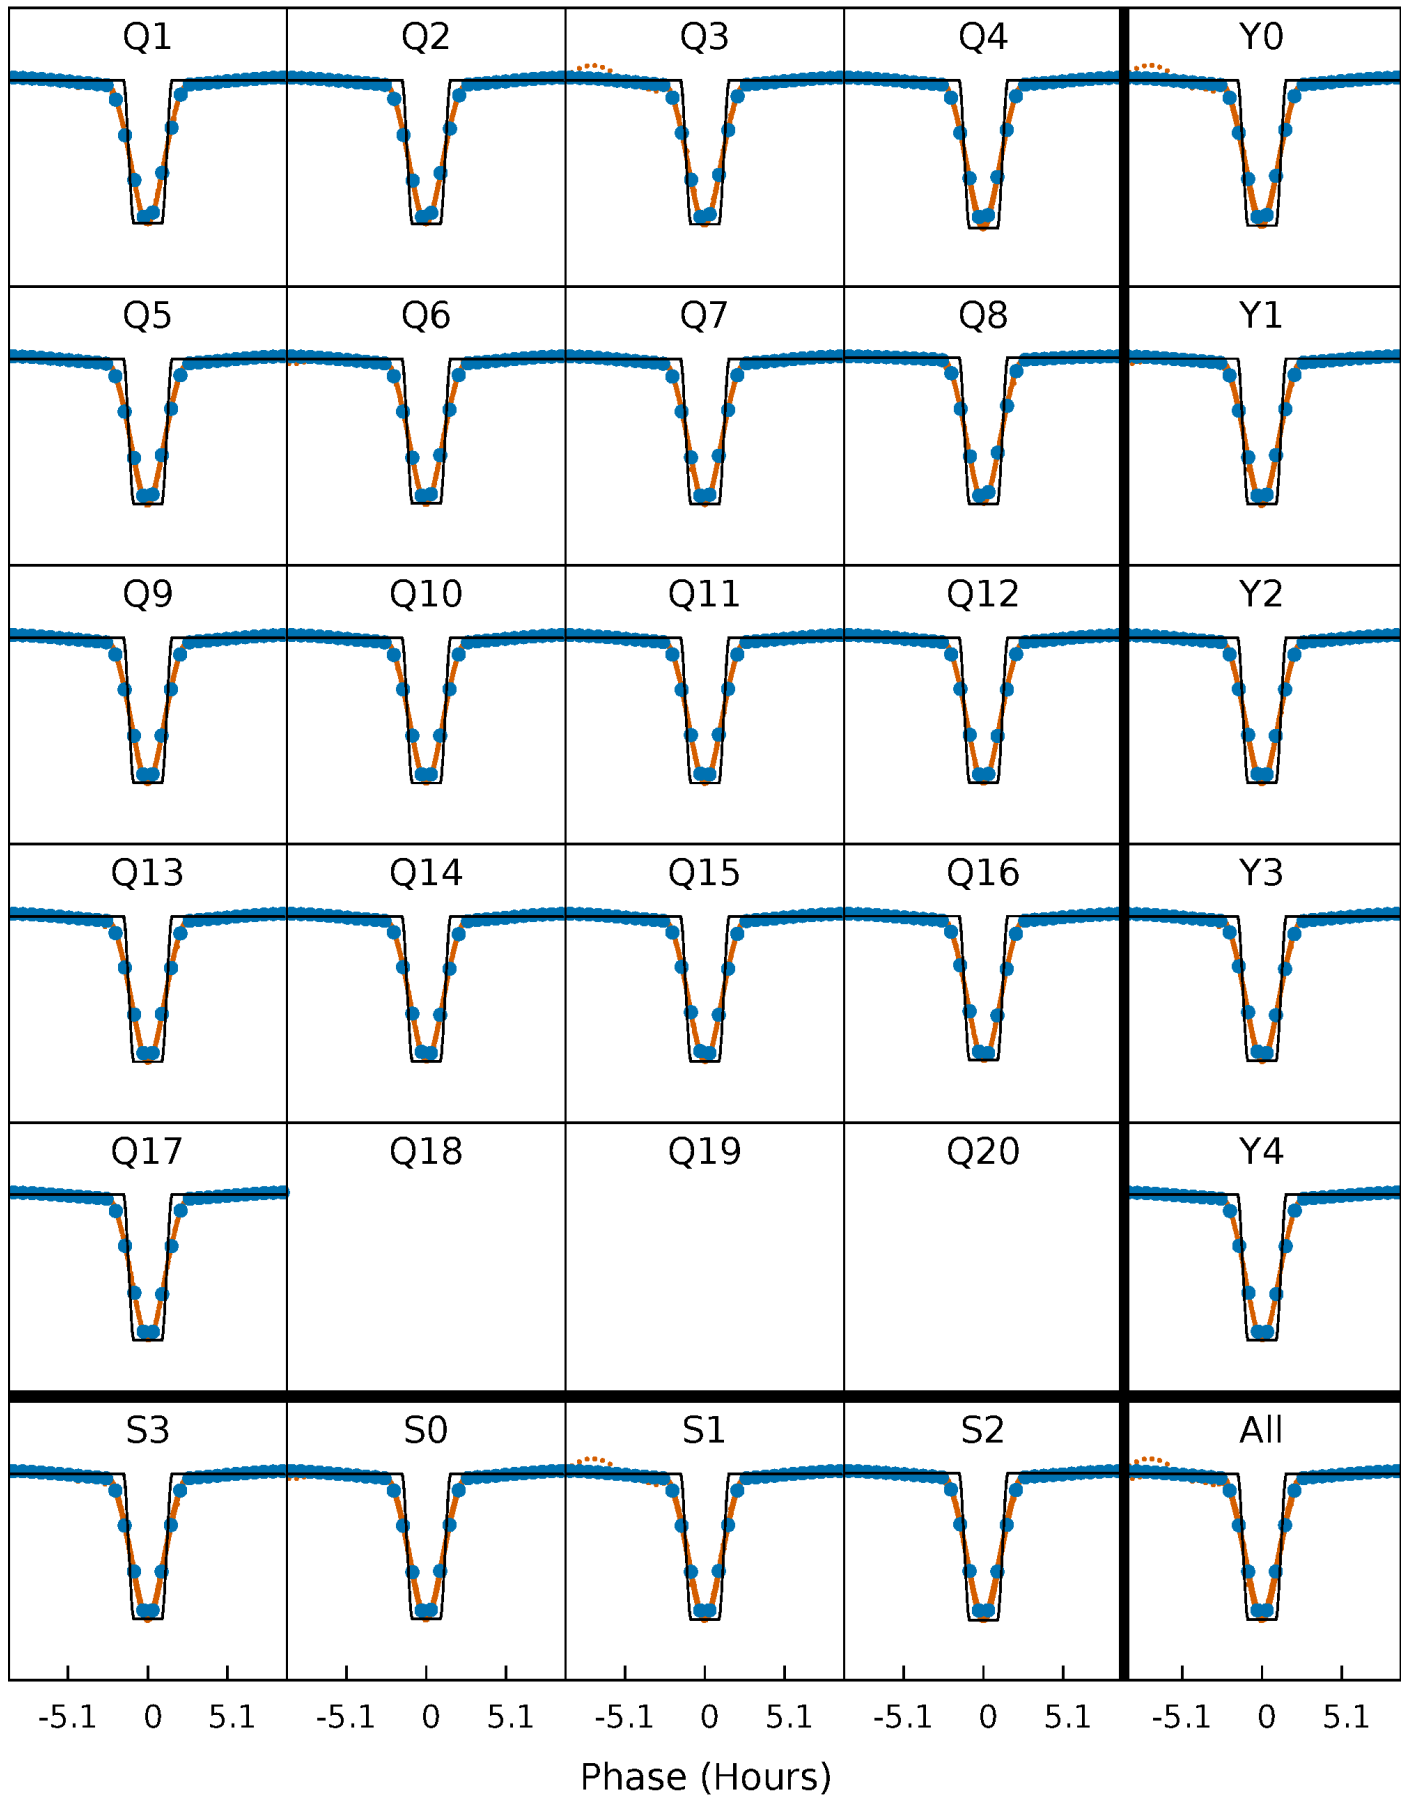 Q1 Q2 Q3 Q4 Y0
Q5 Q6 Q7 Q8 Y1
Q9 Q10 Q11 Q12 Y2
Q13 Q14 Q15 Q16 Y3
Q17 Q18 Q19 Q20 Y4
S3 S0 S1 S2 All
-5.1 0 5.1 -5.1 0 5.1 -5.1 0 5.1 -5.1 0 5.1 -5.1 0 5.1
Phase (Hours)